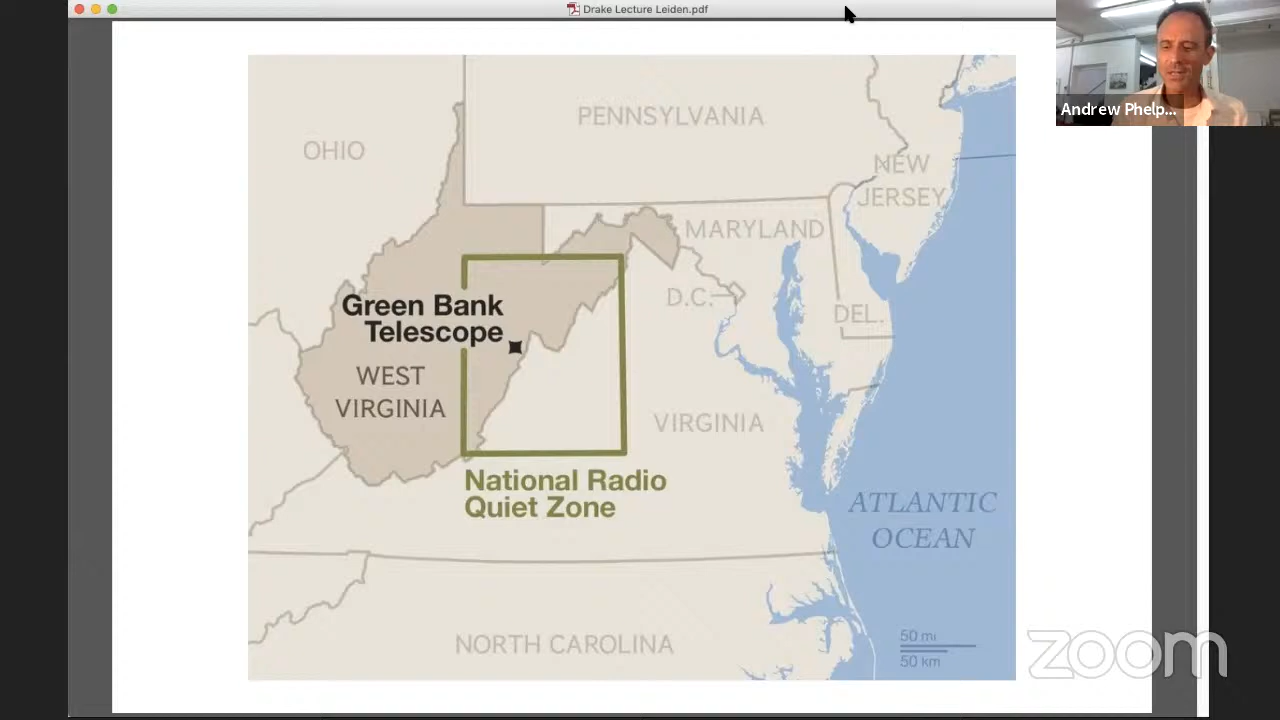 Drake Lecture Leiden.pdf
Andrew Phelp...
PENNSYLVANIA
OHIO
NEW
JERSEY
MARYLAND
D.C.
DEL.
Green Bank
Telescope
WEST
VIRGINIA
VIRGINIA
National Radio
Quiet Zone
ATLANTIC
OCEAN
NORTH CAROLINA
50 mi
50 km
zoom